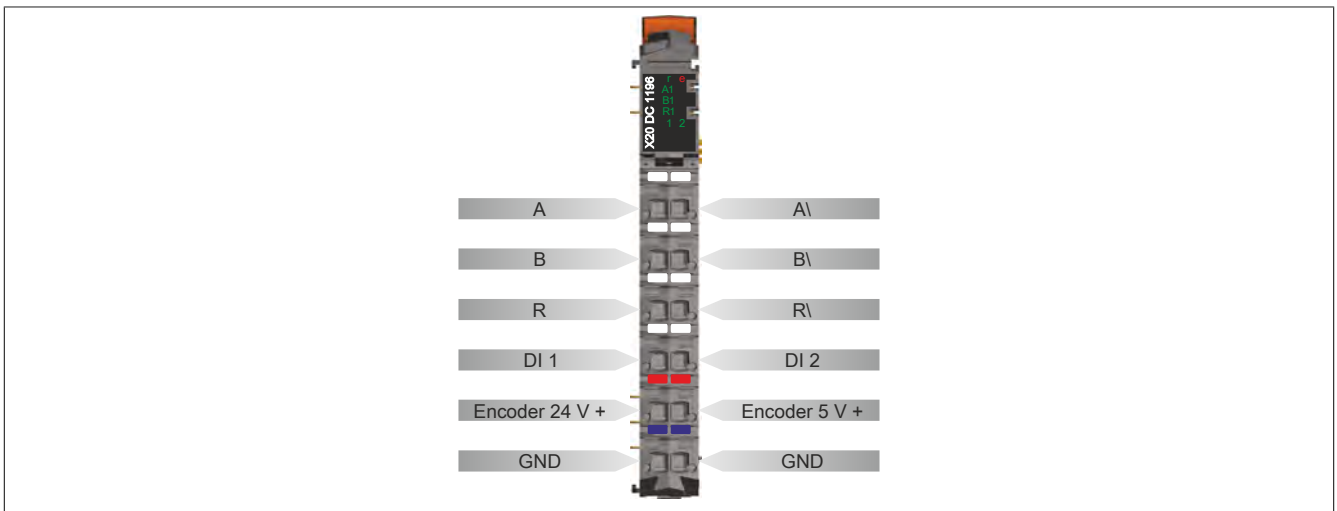 X20 DC 1196
r e
A1
B1
R1
1 2
A A\
B B\
R R\
DI 1 DI 2
Encoder 24 V + Encoder 5 V +
GND GND